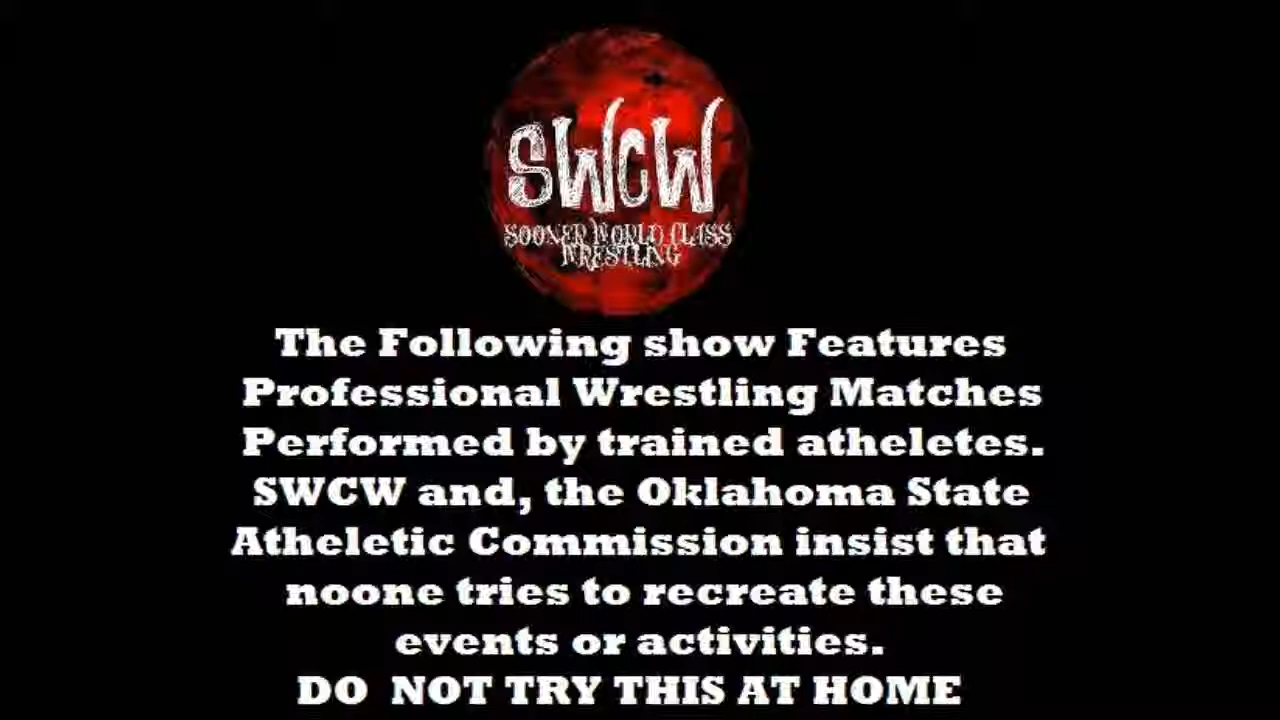 SWCW
SOONER WORLD CLASS
WRESTLING
The Following show Features
Professional Wrestling Matches
Performed by trained atheletes.
SWCW and, the Oklahoma State
Atheletic Commission insist that
noone tries to recreate these
events or activities.
DO NOT TRY THIS AT HOME